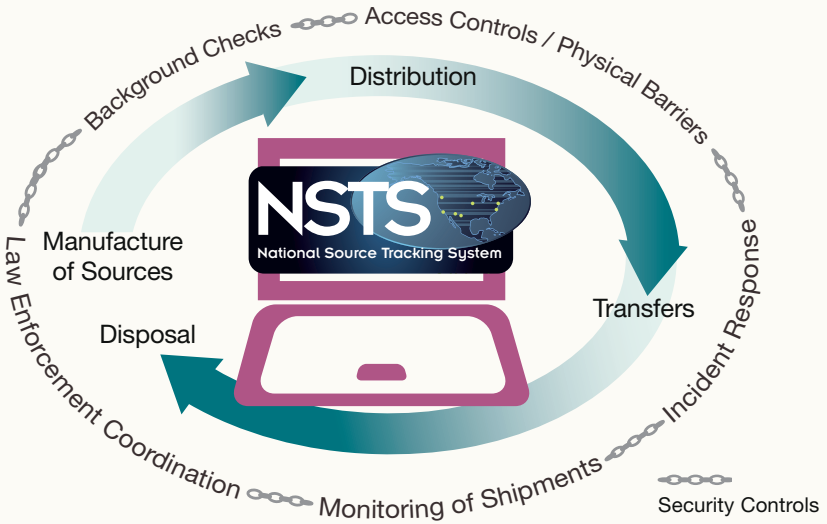 Background Checks
Access Controls / Physical Barriers
Distribution
NSTS
National Source Tracking System
Manufacture
of Sources
Transfers
Disposal
Law Enforcement Coordination
Monitoring of Shipments
Incident Response
Security Controls